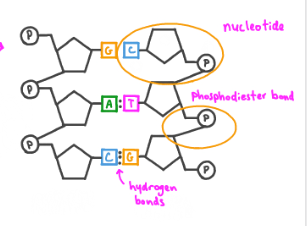 nucleotide
P
G C
P
P
Phosphodiester bond
A T
P
P
C G
P
hydrogen
bonds